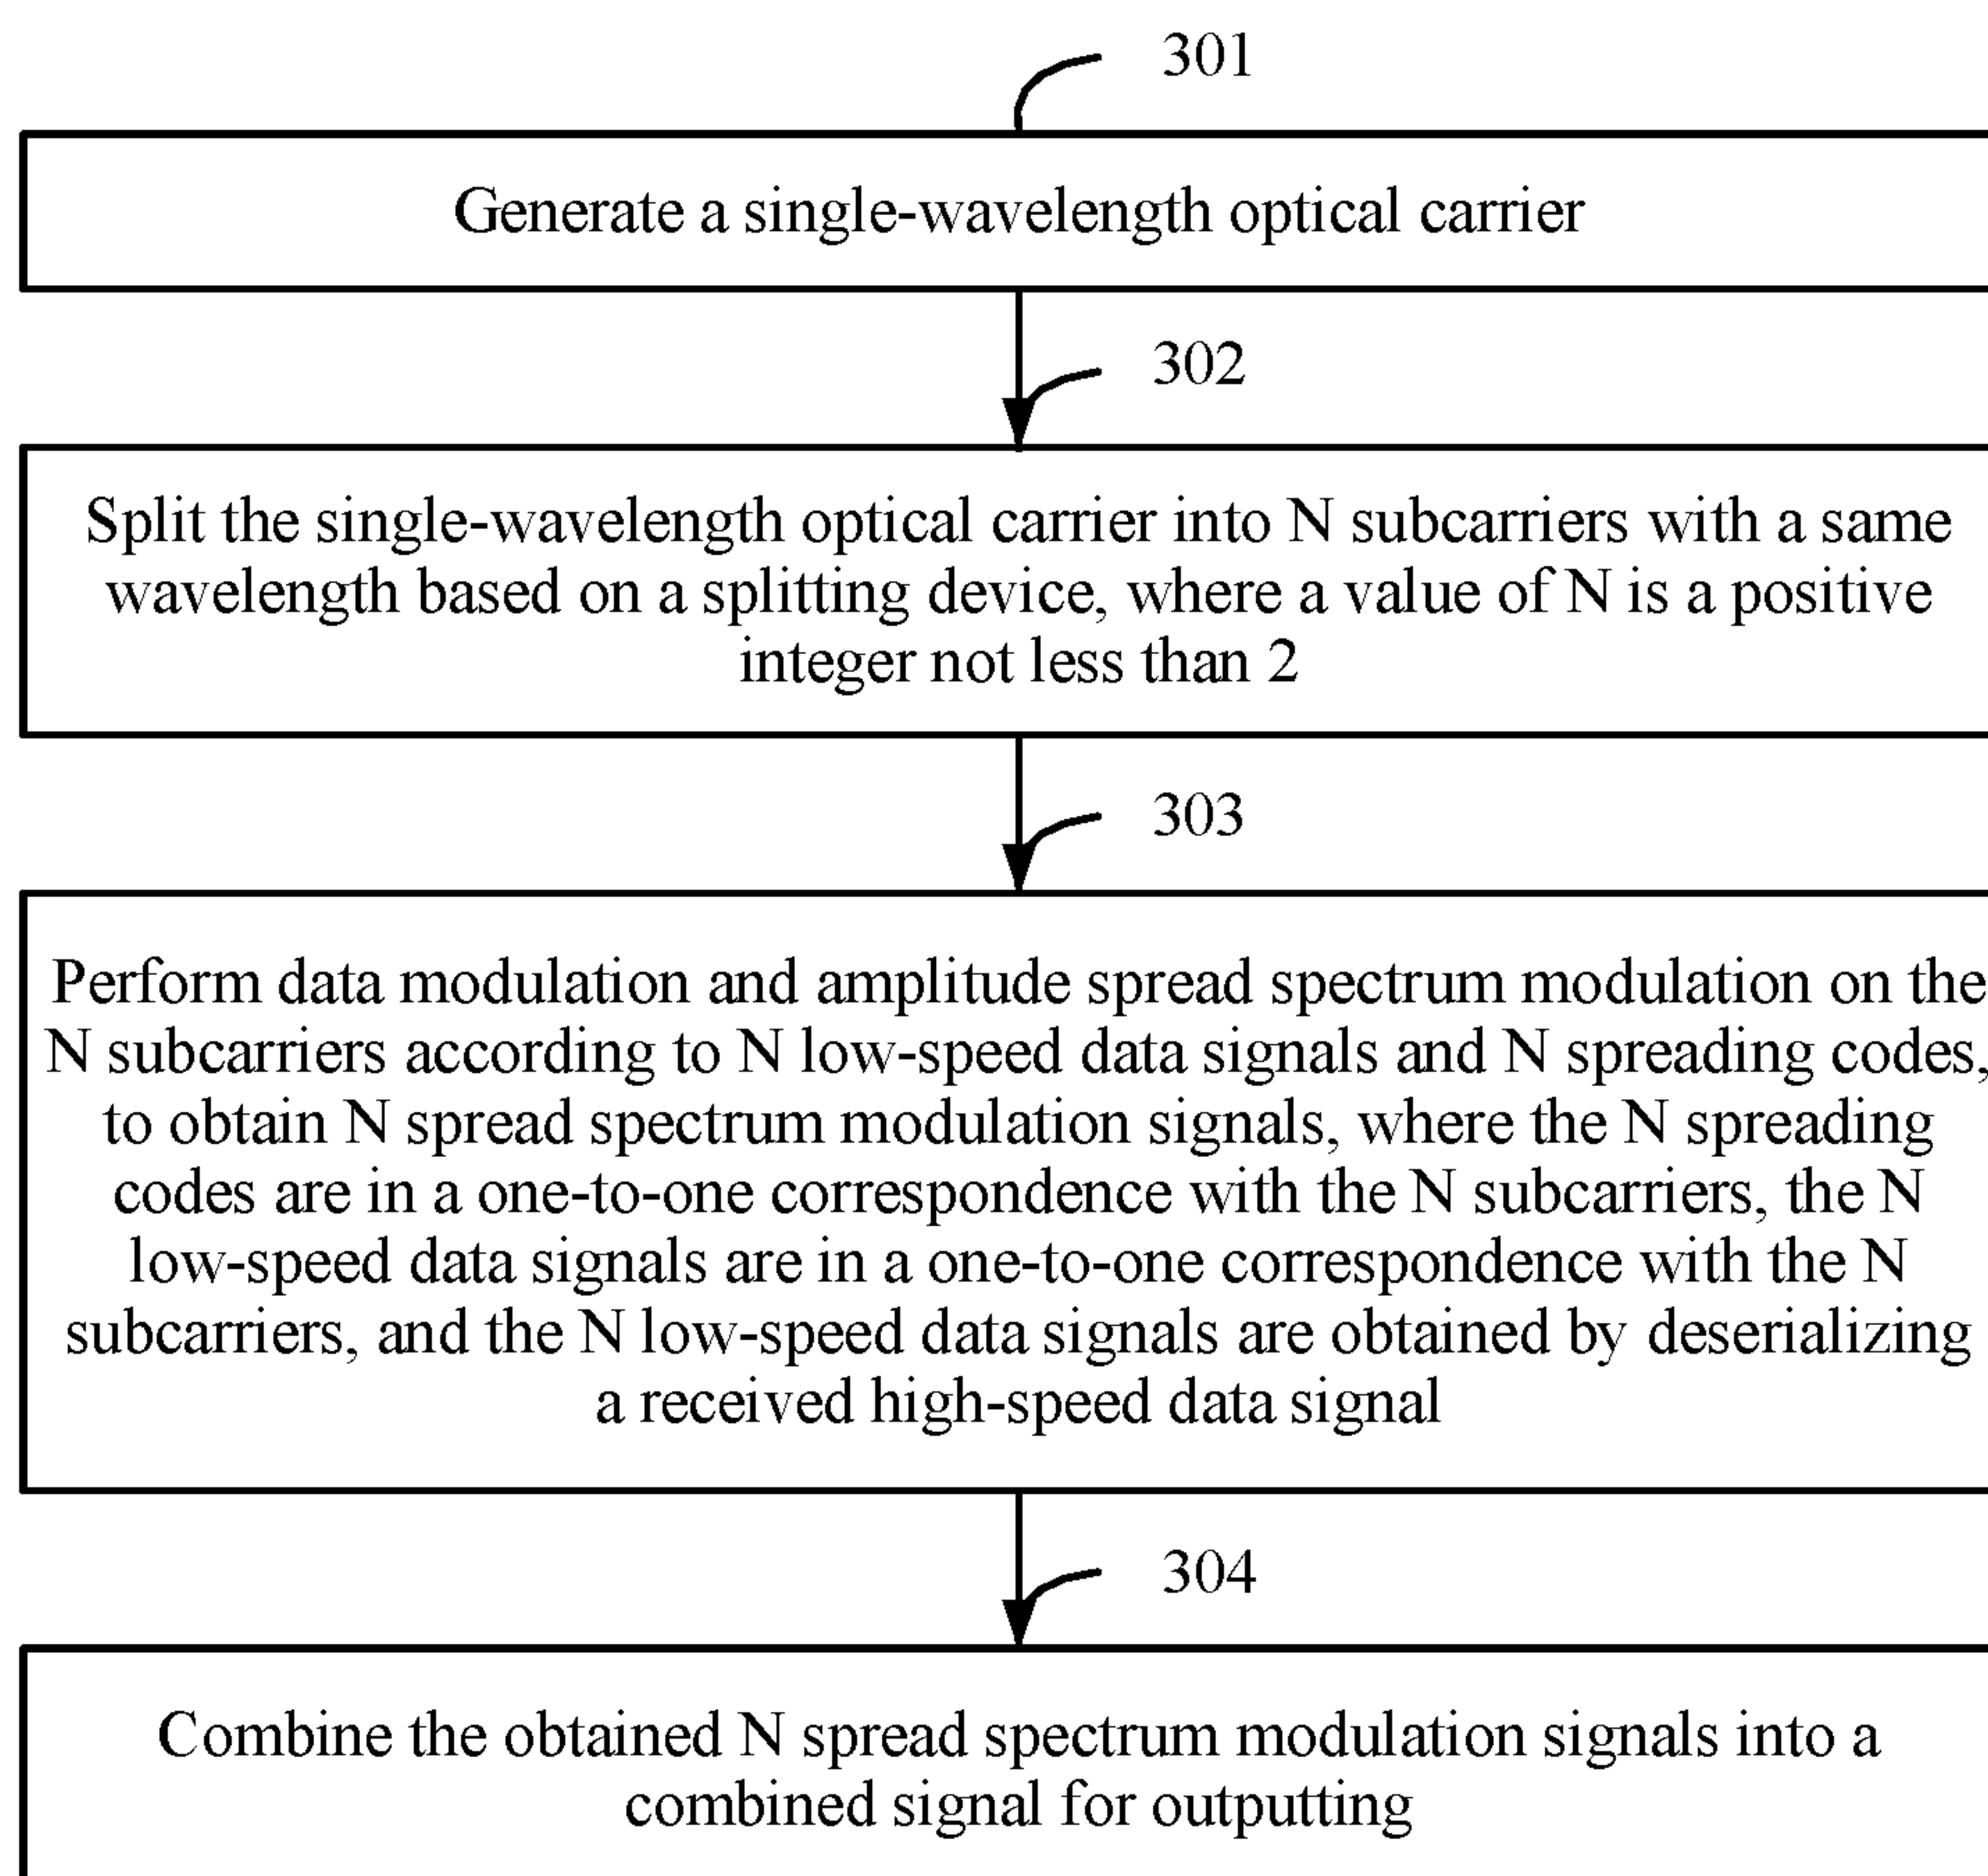 301
Generate a single-wavelength optical carrier
302
Split the single-wavelength optical carrier into N subcarriers with a same
wavelength based on a splitting device, where a value of N is a positive
integer not less than 2
303
Perform data modulation and amplitude spread spectrum modulation on the
N subcarriers according to N low-speed data signals and N spreading codes,
to obtain N spread spectrum modulation signals, where the N spreading
codes are in a one-to-one correspondence with the N subcarriers, the N
low-speed data signals are in a one-to-one correspondence with the N
subcarriers, and the N low-speed data signals are obtained by deserializing
a received high-speed data signal
304
Combine the obtained N spread spectrum modulation signals into a
combined signal for outputting